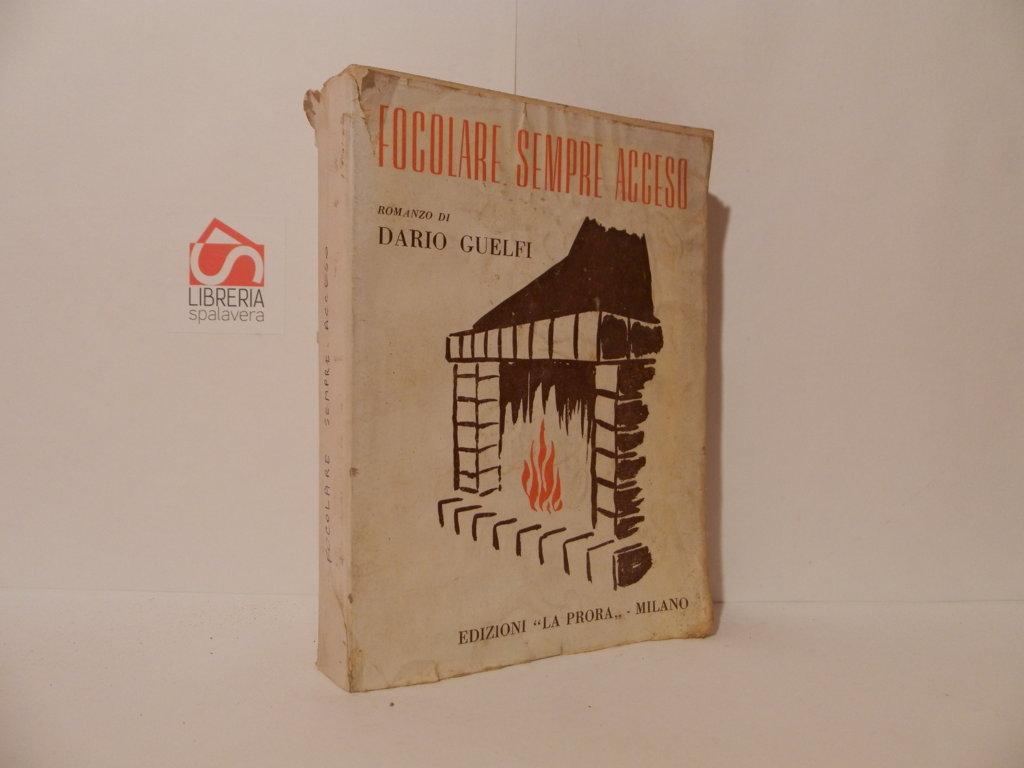 FOCOLARE SEMPRE ACCESO
ROMANZO DI
DARIO GUELFI
EDIZIONI “LA PRORA„ - MILANO
FOCOLARE SEMPRE ACCESO
LIBRERIA
spalavera